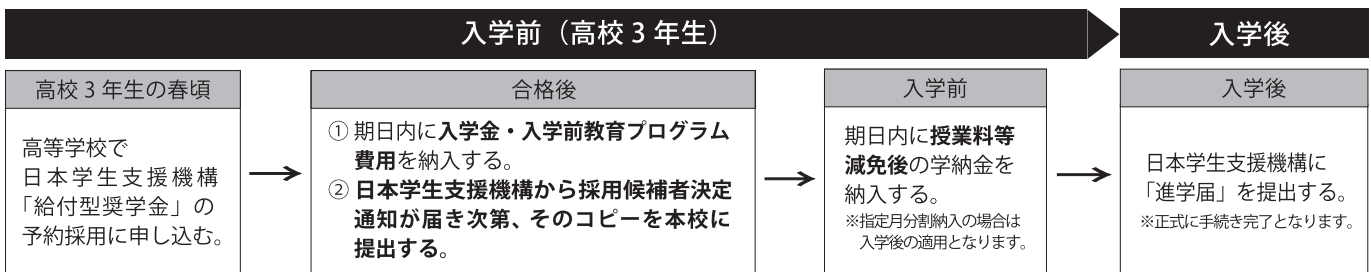 入学前（高校 3 年生）
入学後
高校 3 年生の春頃
高等学校で
日本学生支援機構
「給付型奨学金」の
予約採用に申し込む。
合格後
① 期日内に入学金・入学前教育プログラム
費用を納入する。
② 日本学生支援機構から採用候補者決定
通知が届き次第、そのコピーを本校に
提出する。
入学前
期日内に授業料等
減免後の学納金を
納入する。
※指定月分割納入の場合は
入学後の適用となります。
入学後
日本学生支援機構に
「進学届」を提出する。
※正式に手続き完了となります。